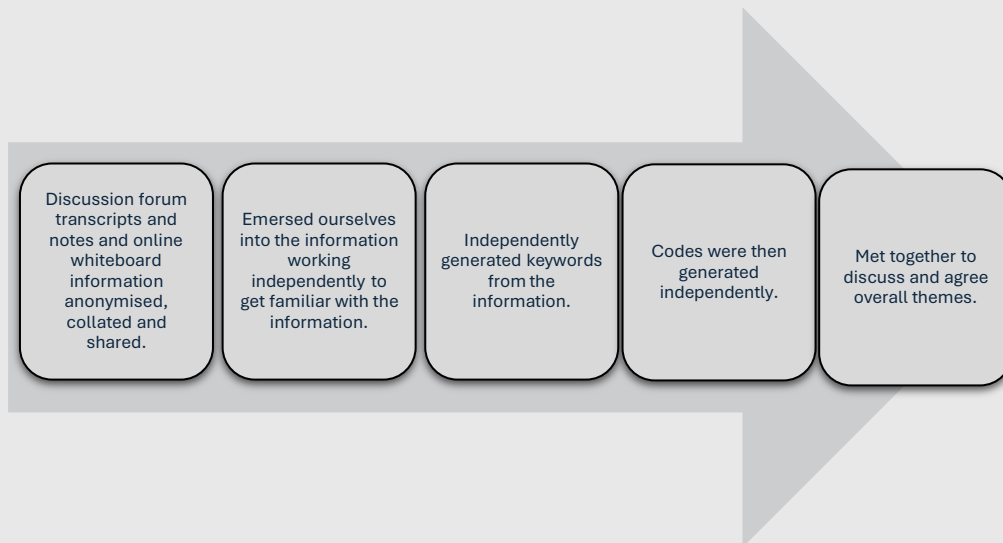 Discussion forum
transcripts and
notes and online
whiteboard
information
anonymised,
collated and
shared.
Emersed ourselves
into the information
working
independently to
get familiar with the
information.
Independently
generated keywords
from the
information.
Codes were then
generated
independently.
Met together to
discuss and agree
overall themes.